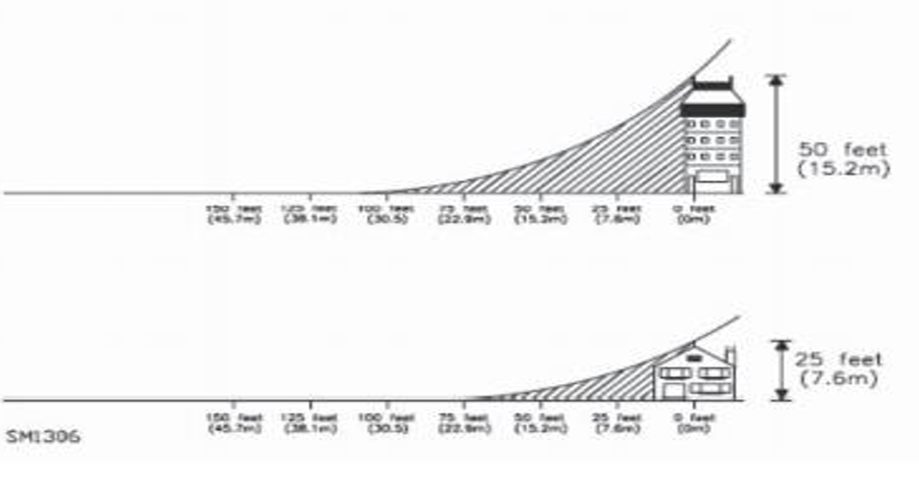 50 feet
(15.2m)
150 feet 125 feet 100 feet 75 feet 50 feet 25 feet 0 feet
(45.7m) (38.1m) (30.5) (22.9m) (15.2m) (7.6m) (0m)
25 feet
(7.6m)
150 feet 125 feet 100 feet 75 feet 50 feet 25 feet 0 feet
(45.7m) (38.1m) (30.5) (22.9m) (15.2m) (7.6m) (0m)
SM1306